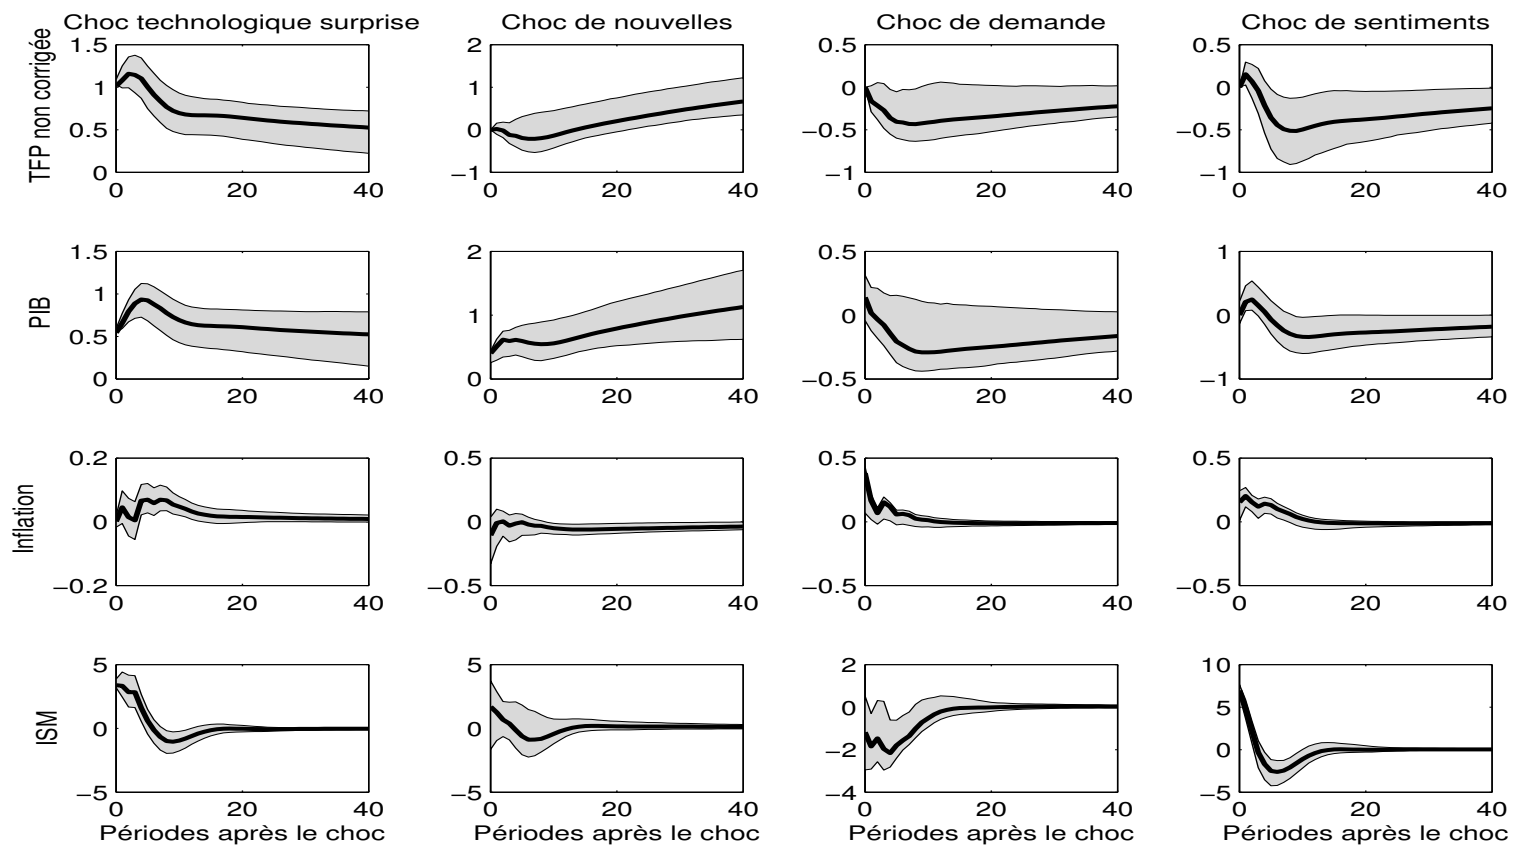 Choc technologique surprise Choc de nouvelles Choc de demande Choc de sentiments
TFP non corrigée
1.5 2 0.5 0.5
1 1 0 0
0.5 0 −0.5 −0.5
0 −1 −1 −1
0 20 40 0 20 40 0 20 40 0 20 40
PIB
1.5 2 0.5 1
1 1 0 0
0.5
0 0 −0.5 −1
0 20 40 0 20 40 0 20 40 0 20 40
Inflation
0.2 0.5 0.5 0.5
0 0 0 0
−0.2 −0.5 −0.5 −0.5
0 20 40 0 20 40 0 20 40 0 20 40
ISM
5 5 2 10
0 0 0 5
−2 0
−5 −5 −4 −5
0 20 40 0 20 40 0 20 40 0 20 40
Périodes après le choc Périodes après le choc Périodes après le choc Périodes après le choc